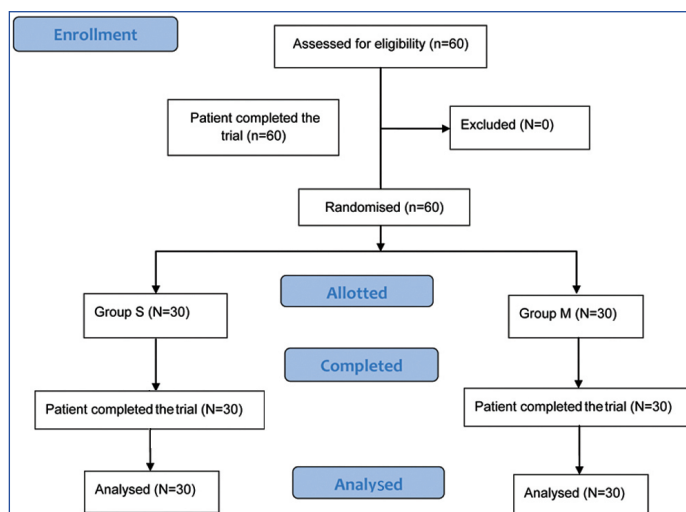 Enrollment
Assessed for eligibility (n=60)
Patient completed the
trial (n=60)
Excluded (N=0)
Randomised (n=60)
Allotted
Group S (N=30)
Group M (N=30)
Completed
Patient completed the trial (N=30)
Patient completed the trial (N=30)
Analysed (N=30)
Analysed
Analysed (N=30)